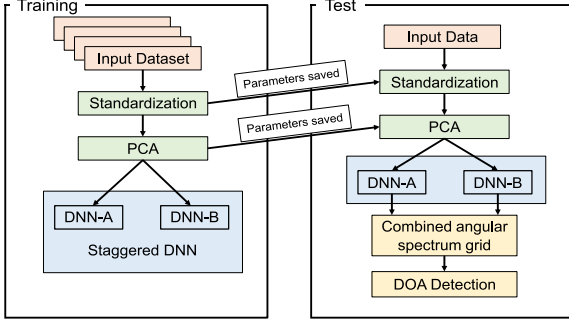 Training
Input Dataset
Standardization
PCA
DNN-A
DNN-B
Staggered DNN
Parameters saved
Parameters saved
Test
Input Data
Standardization
PCA
DNN-A
DNN-B
Combined angular
spectrum grid
DOA Detection